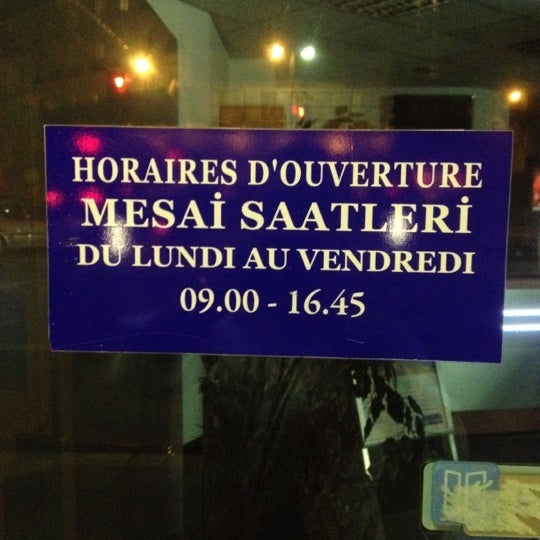 HORAIRES D'OUVERTURE
MESAİ SAATLERİ
DU LUNDI AU VENDREDI
09.00 - 16.45